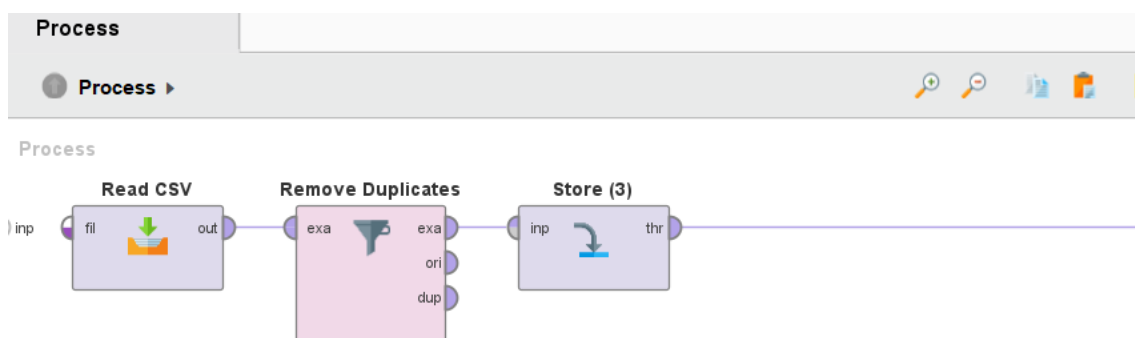 Process
Process
Process
Read CSV Remove Duplicates Store (3)
inp fil out exa exa inp thr
ori
dup